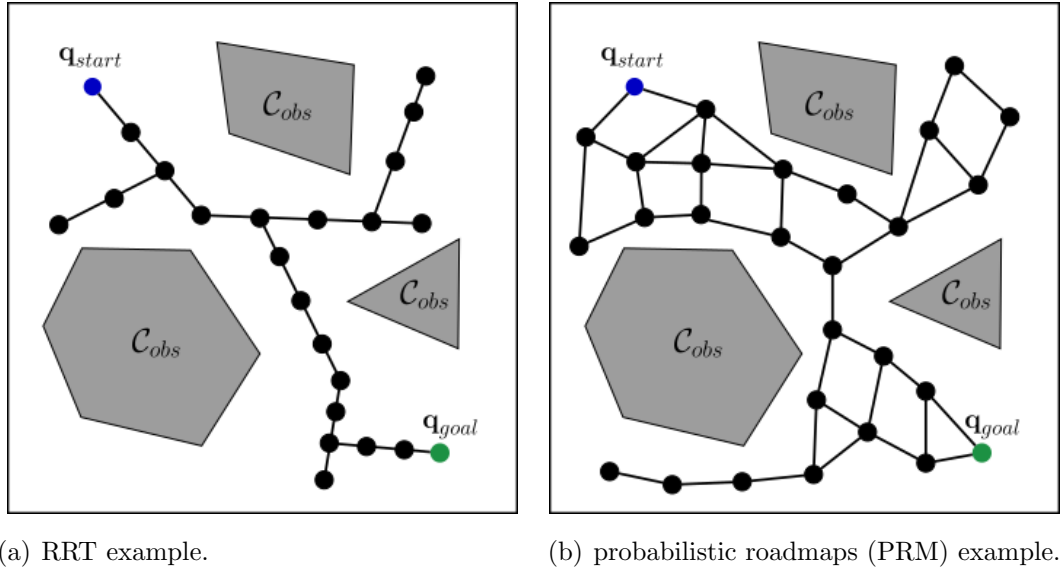 q_start
C_obs
C_obs
C_obs
q_goal
(a) RRT example.
q_start
C_obs
C_obs
C_obs
q_goal
(b) probabilistic roadmaps (PRM) example.